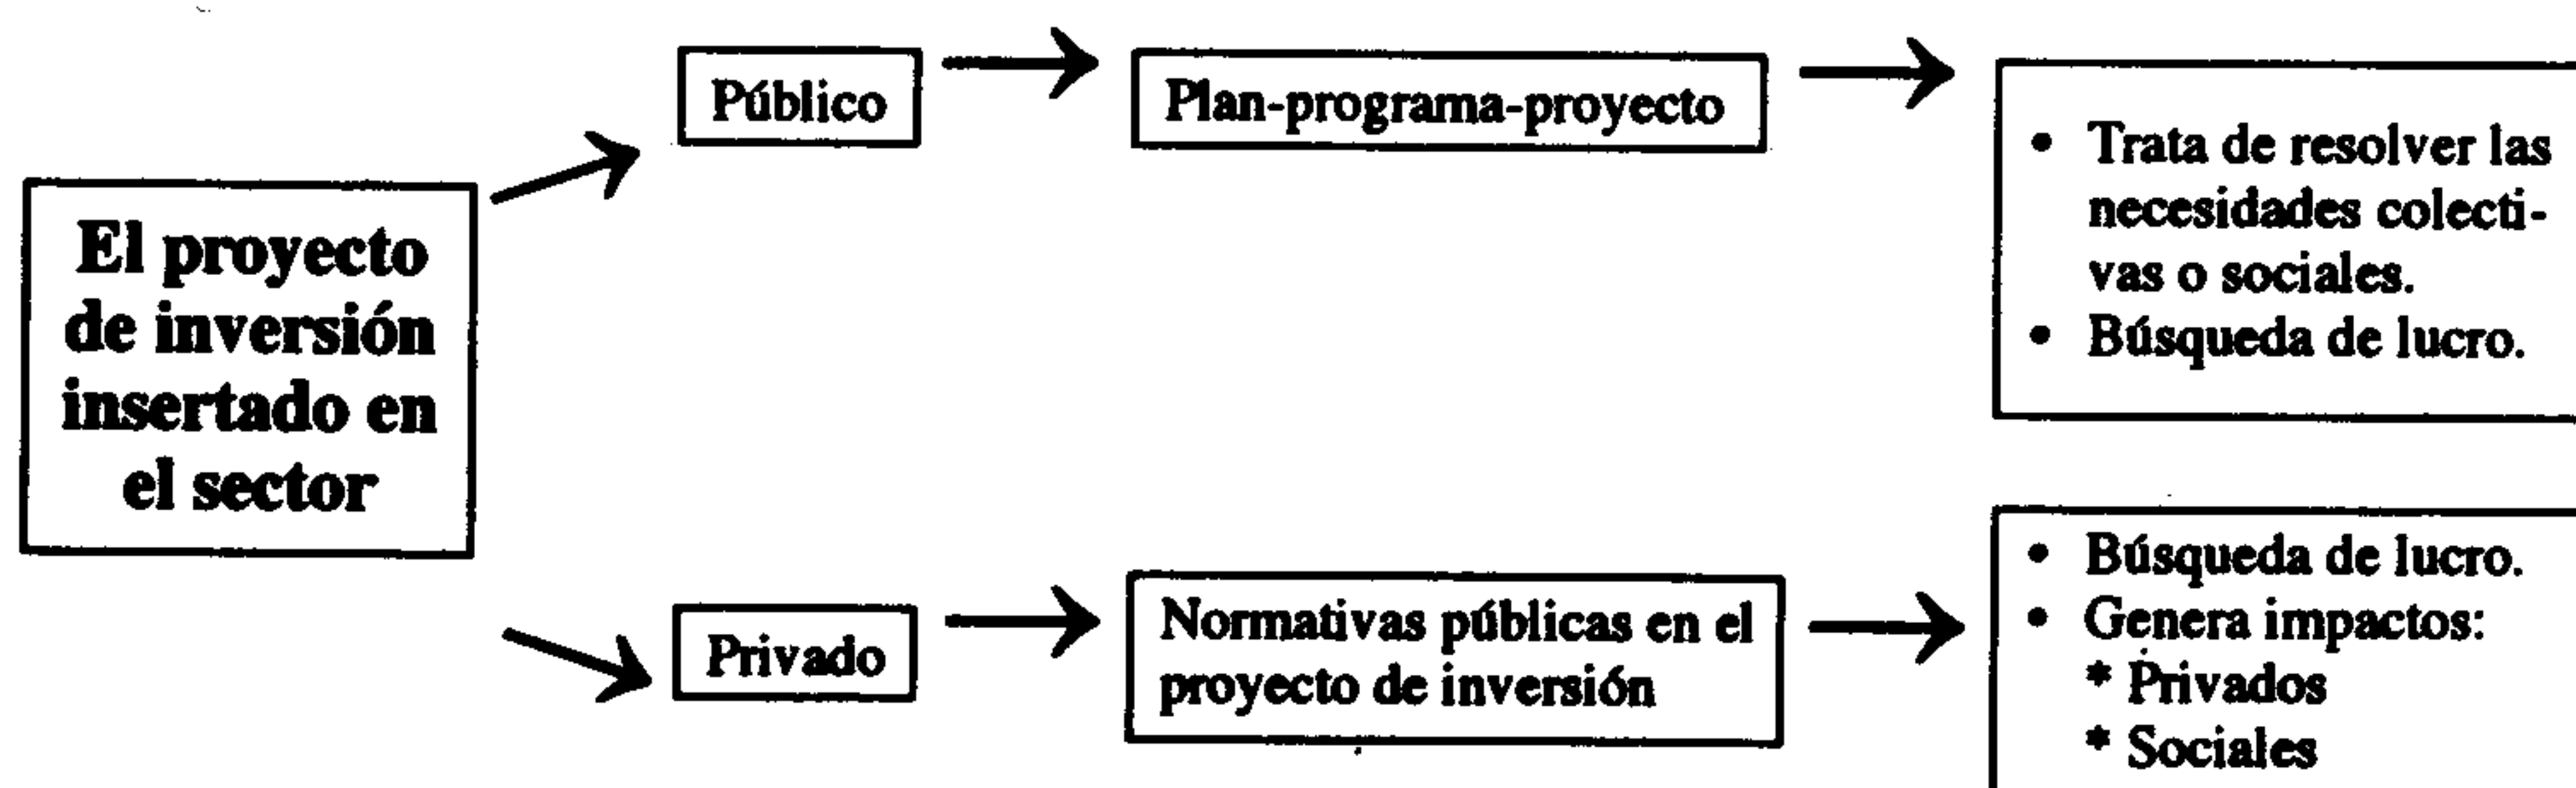 El proyecto
de inversión
insertado en
el sector
Público
Plan-programa-proyecto
• Trata de resolver las
necesidades colecti-
vas o sociales.
• Búsqueda de lucro.
Privado
Normativas públicas en el
proyecto de inversión
• Búsqueda de lucro.
• Genera impactos:
* Privados
* Sociales